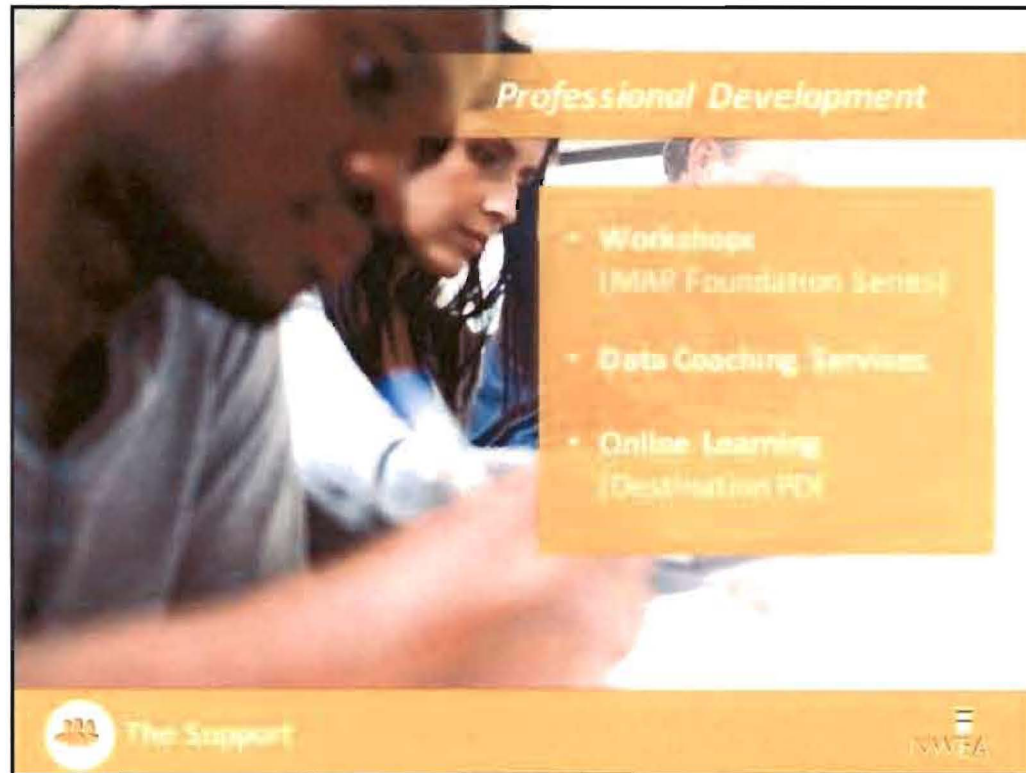 Professional Development
• Workshops
(MAP Foundation Series)
• Data Coaching Services
• Online Learning
(Destination PD)
The Support
NWEA